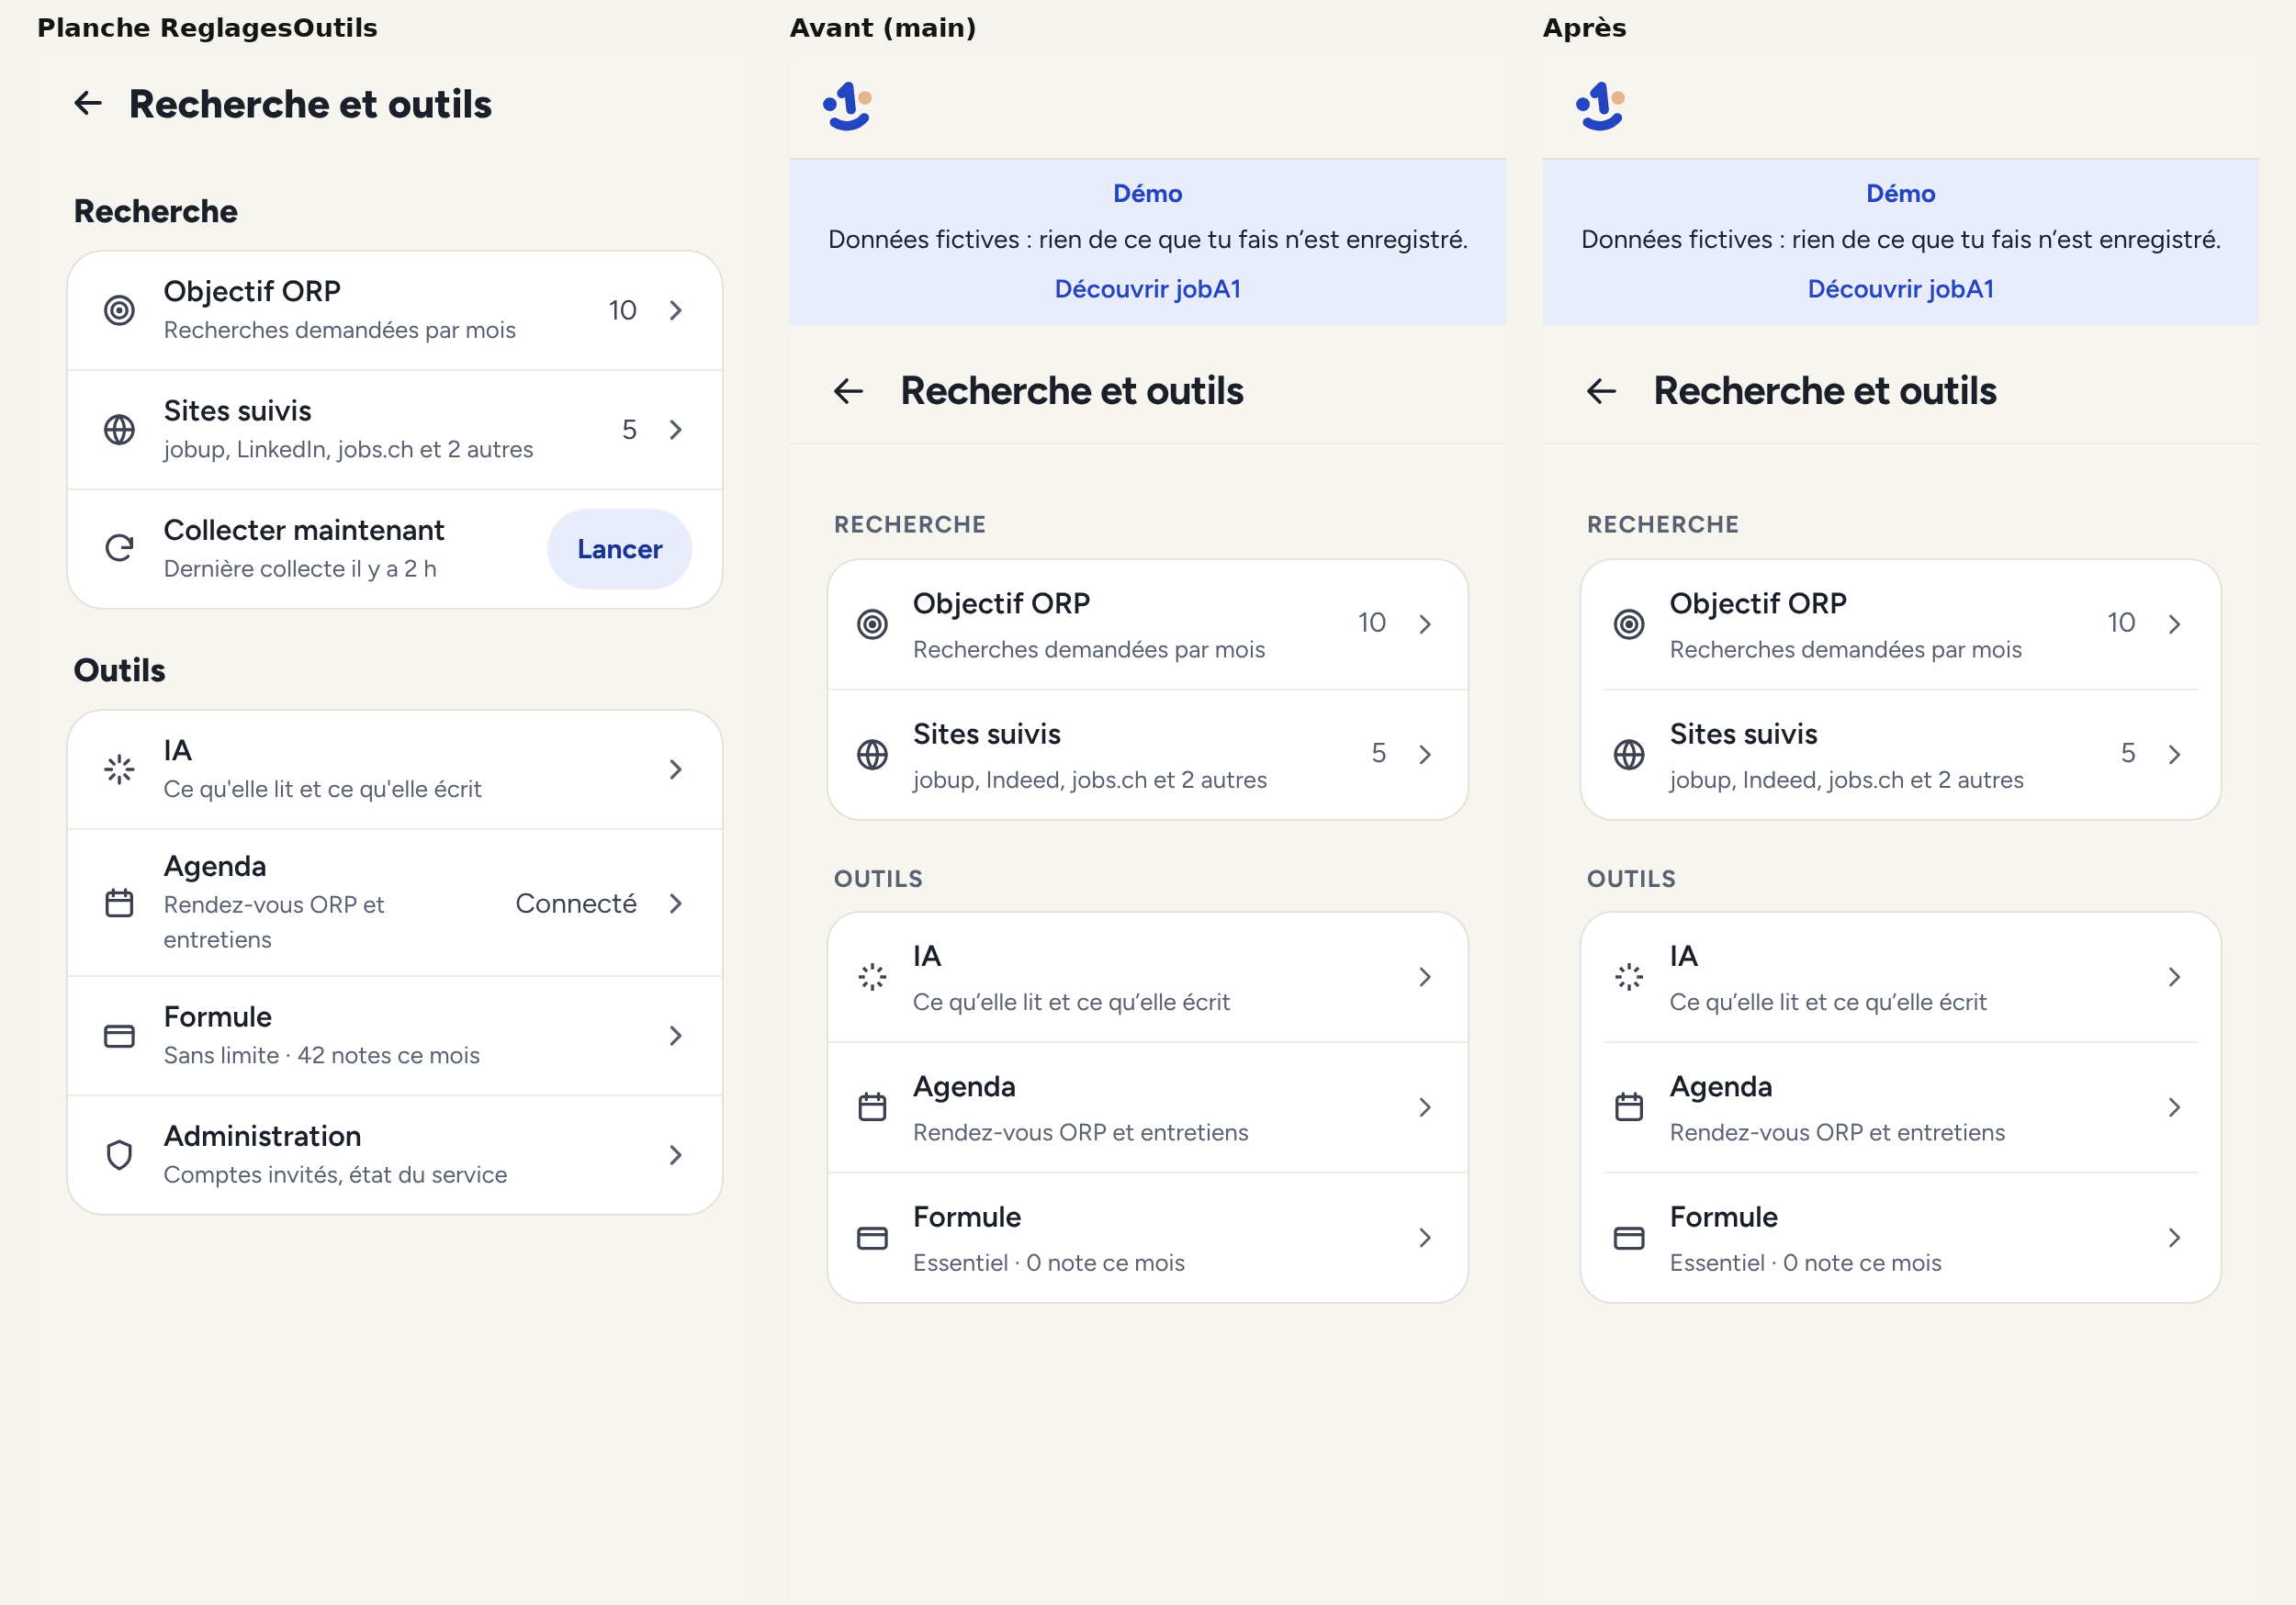 Planche ReglagesOutils
Recherche et outils
Recherche
Objectif ORP
Recherches demandées par mois
10
Sites suivis
jobup, LinkedIn, jobs.ch et 2 autres
5
Collecter maintenant
Dernière collecte il y a 2 h
Lancer
Outils
IA
Ce qu'elle lit et ce qu'elle écrit
Agenda
Rendez-vous ORP et
entretiens
Connecté
Formule
Sans limite · 42 notes ce mois
Administration
Comptes invités, état du service
Avant (main)
Démo
Données fictives : rien de ce que tu fais n’est enregistré.
Découvrir jobA1
Recherche et outils
RECHERCHE
Objectif ORP
Recherches demandées par mois
10
Sites suivis
jobup, Indeed, jobs.ch et 2 autres
5
OUTILS
IA
Ce qu’elle lit et ce qu’elle écrit
Agenda
Rendez-vous ORP et entretiens
Formule
Essentiel · 0 note ce mois
Après
Démo
Données fictives : rien de ce que tu fais n’est enregistré.
Découvrir jobA1
Recherche et outils
RECHERCHE
Objectif ORP
Recherches demandées par mois
10
Sites suivis
jobup, Indeed, jobs.ch et 2 autres
5
OUTILS
IA
Ce qu’elle lit et ce qu’elle écrit
Agenda
Rendez-vous ORP et entretiens
Formule
Essentiel · 0 note ce mois